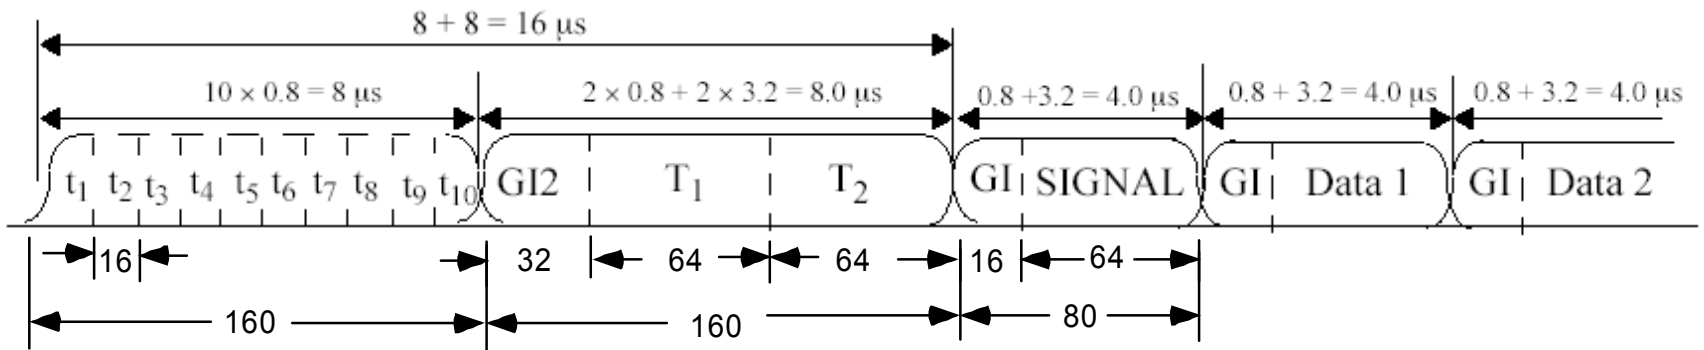 8 + 8 = 16 μs
10 × 0.8 = 8 μs 2 × 0.8 + 2 × 3.2 = 8.0 μs 0.8 +3.2 = 4.0 μs 0.8 + 3.2 = 4.0 μs 0.8 + 3.2 = 4.0 μs
t1 t2 t3 t4 t5 t6 t7 t8 t9 t10 GI2 T1 T2 GI SIGNAL GI Data 1 GI Data 2
16 32 64 64 16 64
160 160 80